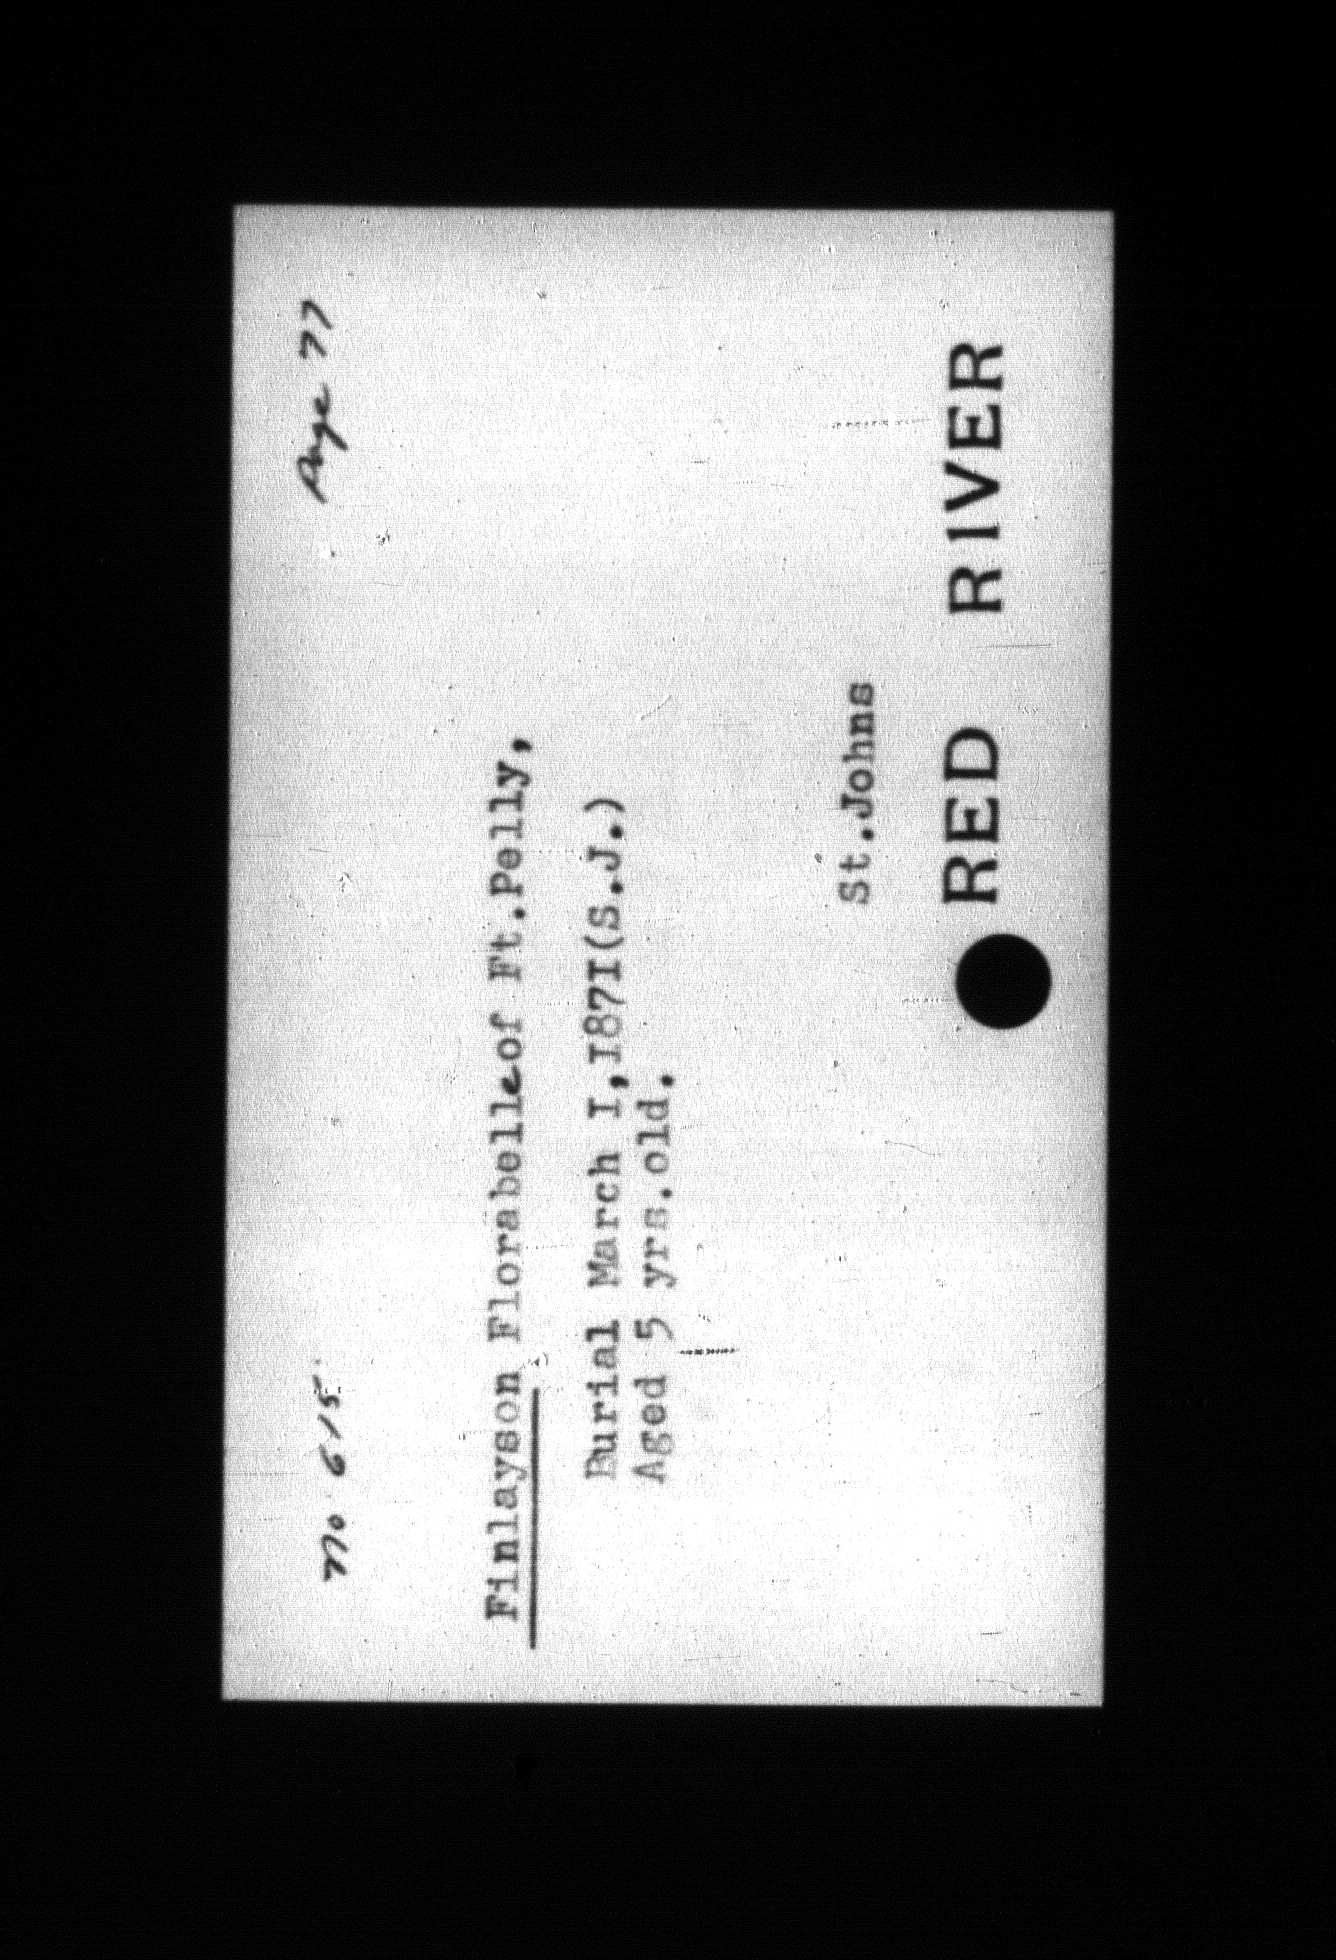 No 615 Page 77
Finlayson Florabelle of Ft.Pelly,
Burial March I,I87I(S.J.)
Aged 5 yrs.old.
St.Johns
RED RIVER